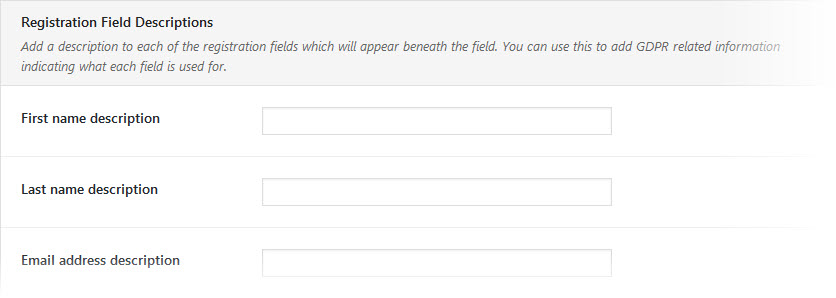 Registration Field Descriptions
Add a description to each of the registration fields which will appear beneath the field. You can use this to add GDPR related information
indicating what each field is used for.
First name description
Last name description
Email address description